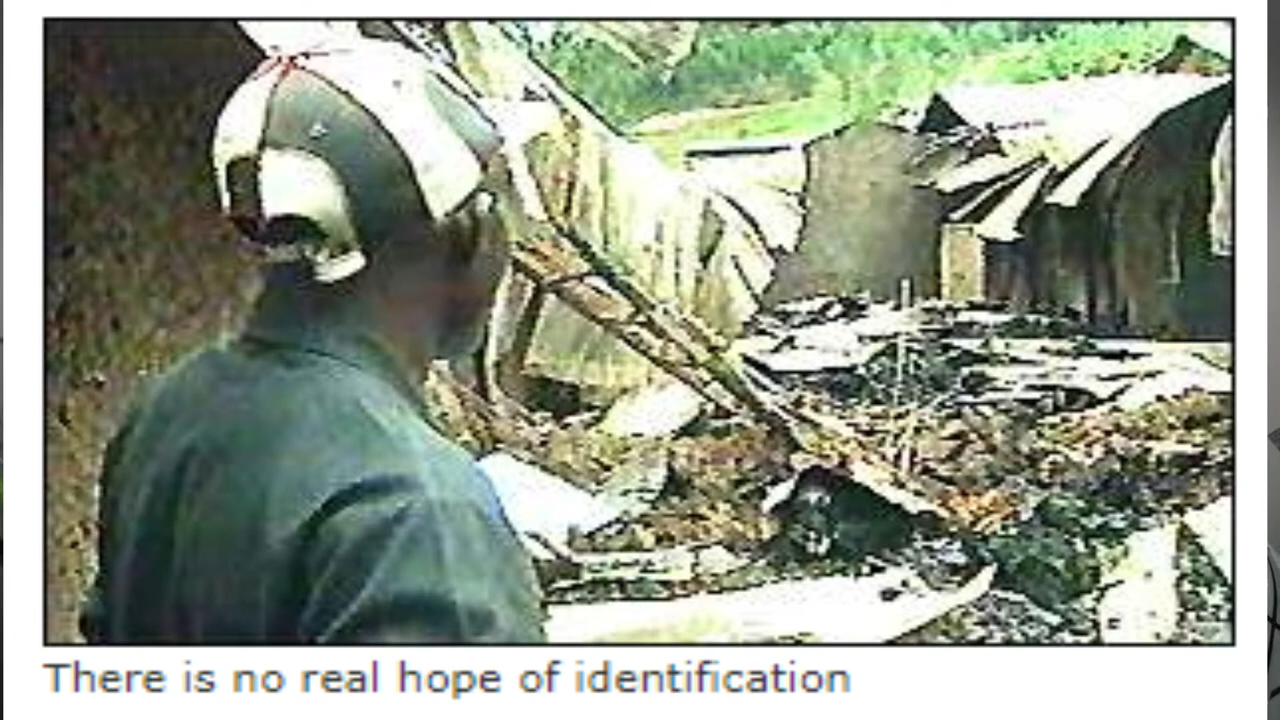 There is no real hope of identification